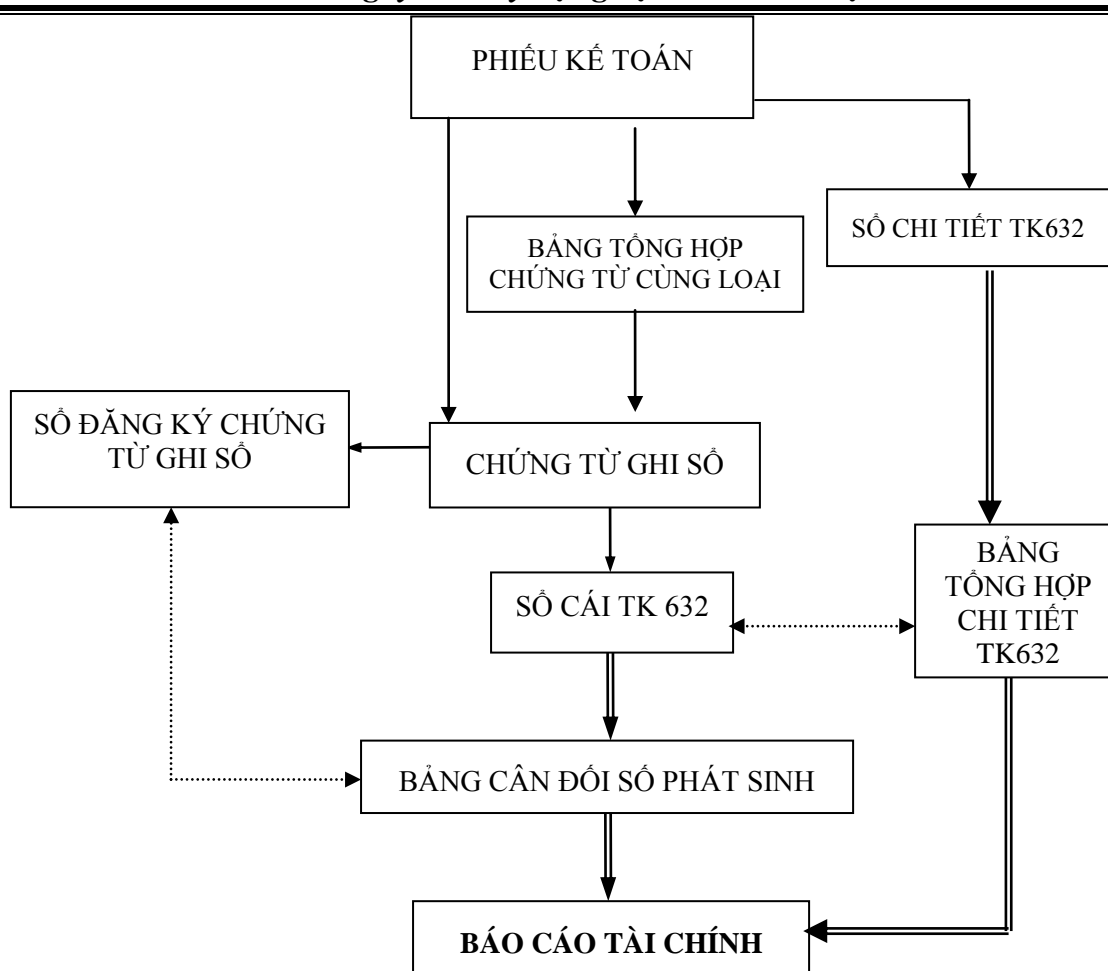 PHIẾU KẾ TOÁN
SỔ CHI TIẾT TK632
BẢNG TỔNG HỢP
CHỨNG TỪ CÙNG LOẠI
SỔ ĐĂNG KÝ CHỨNG
TỪ GHI SỔ
CHỨNG TỪ GHI SỔ
BẢNG
TỔNG HỢP
CHI TIẾT
TK632
SỔ CÁI TK 632
BẢNG CÂN ĐỐI SỐ PHÁT SINH
BÁO CÁO TÀI CHÍNH